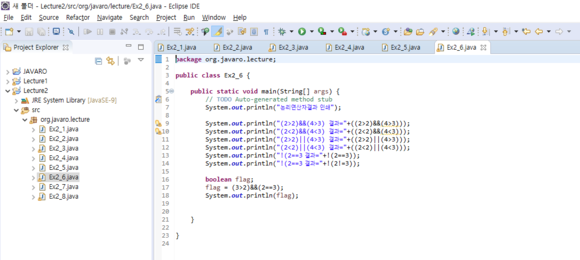 새 폴더 - Lecture2/src/org/javaro/lecture/Ex2_6.java - Eclipse IDE
File Edit Source Refactor Navigate Search Project Run Window Help
Project Explorer
Ex2_1.java Ex2_2.java Ex2_3.java Ex2_4.java Ex2_5.java Ex2_6.java
JAVARO
Lecture1
Lecture2
JRE System Library [JavaSE-9]
src
org.javaro.lecture
Ex2_1.java
Ex2_2.java
Ex2_3.java
Ex2_4.java
Ex2_5.java
Ex2_6.java
Ex2_7.java
Ex2_8.java
1 package org.javaro.lecture;
2
3 public class Ex2_6 {
4
5 public static void main(String[] args) {
6 // TODO Auto-generated method stub
7 System.out.println("논리연산자결과 인쇄");
8
9 System.out.println("(2>2)&&(4>3) 결과="+((2>2)&&(4>3)));
10 System.out.println("(2<2)&&(4<3) 결과="+((2<2)&&(4<3)));
11 System.out.println("(2>2)||(4>3) 결과="+((2>2)||(4>3)));
12 System.out.println("(2<2)||(4<3) 결과="+((2<2)||(4<3)));
13 System.out.println("!(2==3 결과="+!(2==3));
14 System.out.println("!(2==3 결과="+!(2!=3));
15
16 boolean flag;
17 flag = (3>2)&&(2==3);
18 System.out.println(flag);
19
20
21 }
22
23 }
24